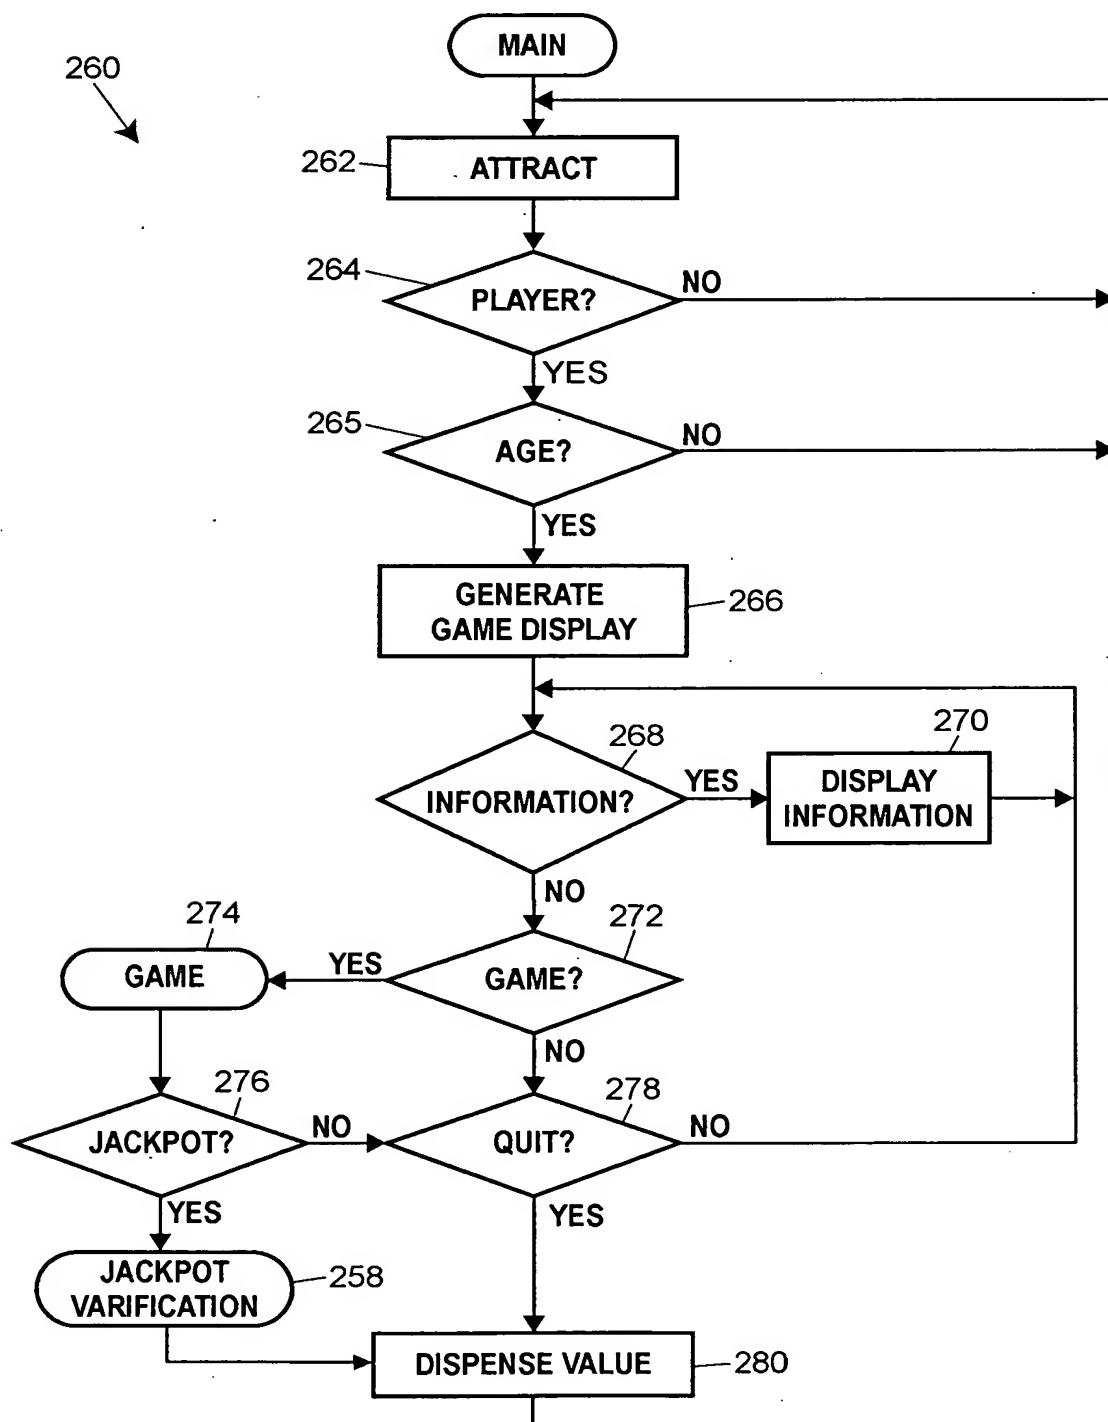 MAIN
260
262
ATTRACT
264
PLAYER?
NO
YES
265
AGE?
NO
YES
GENERATE
GAME DISPLAY
266
268
270
INFORMATION?
YES
DISPLAY
INFORMATION
NO
274
272
GAME
YES
GAME?
NO
276
278
JACKPOT?
NO
QUIT?
NO
YES
YES
JACKPOT
VARIFICATION
258
DISPENSE VALUE
280